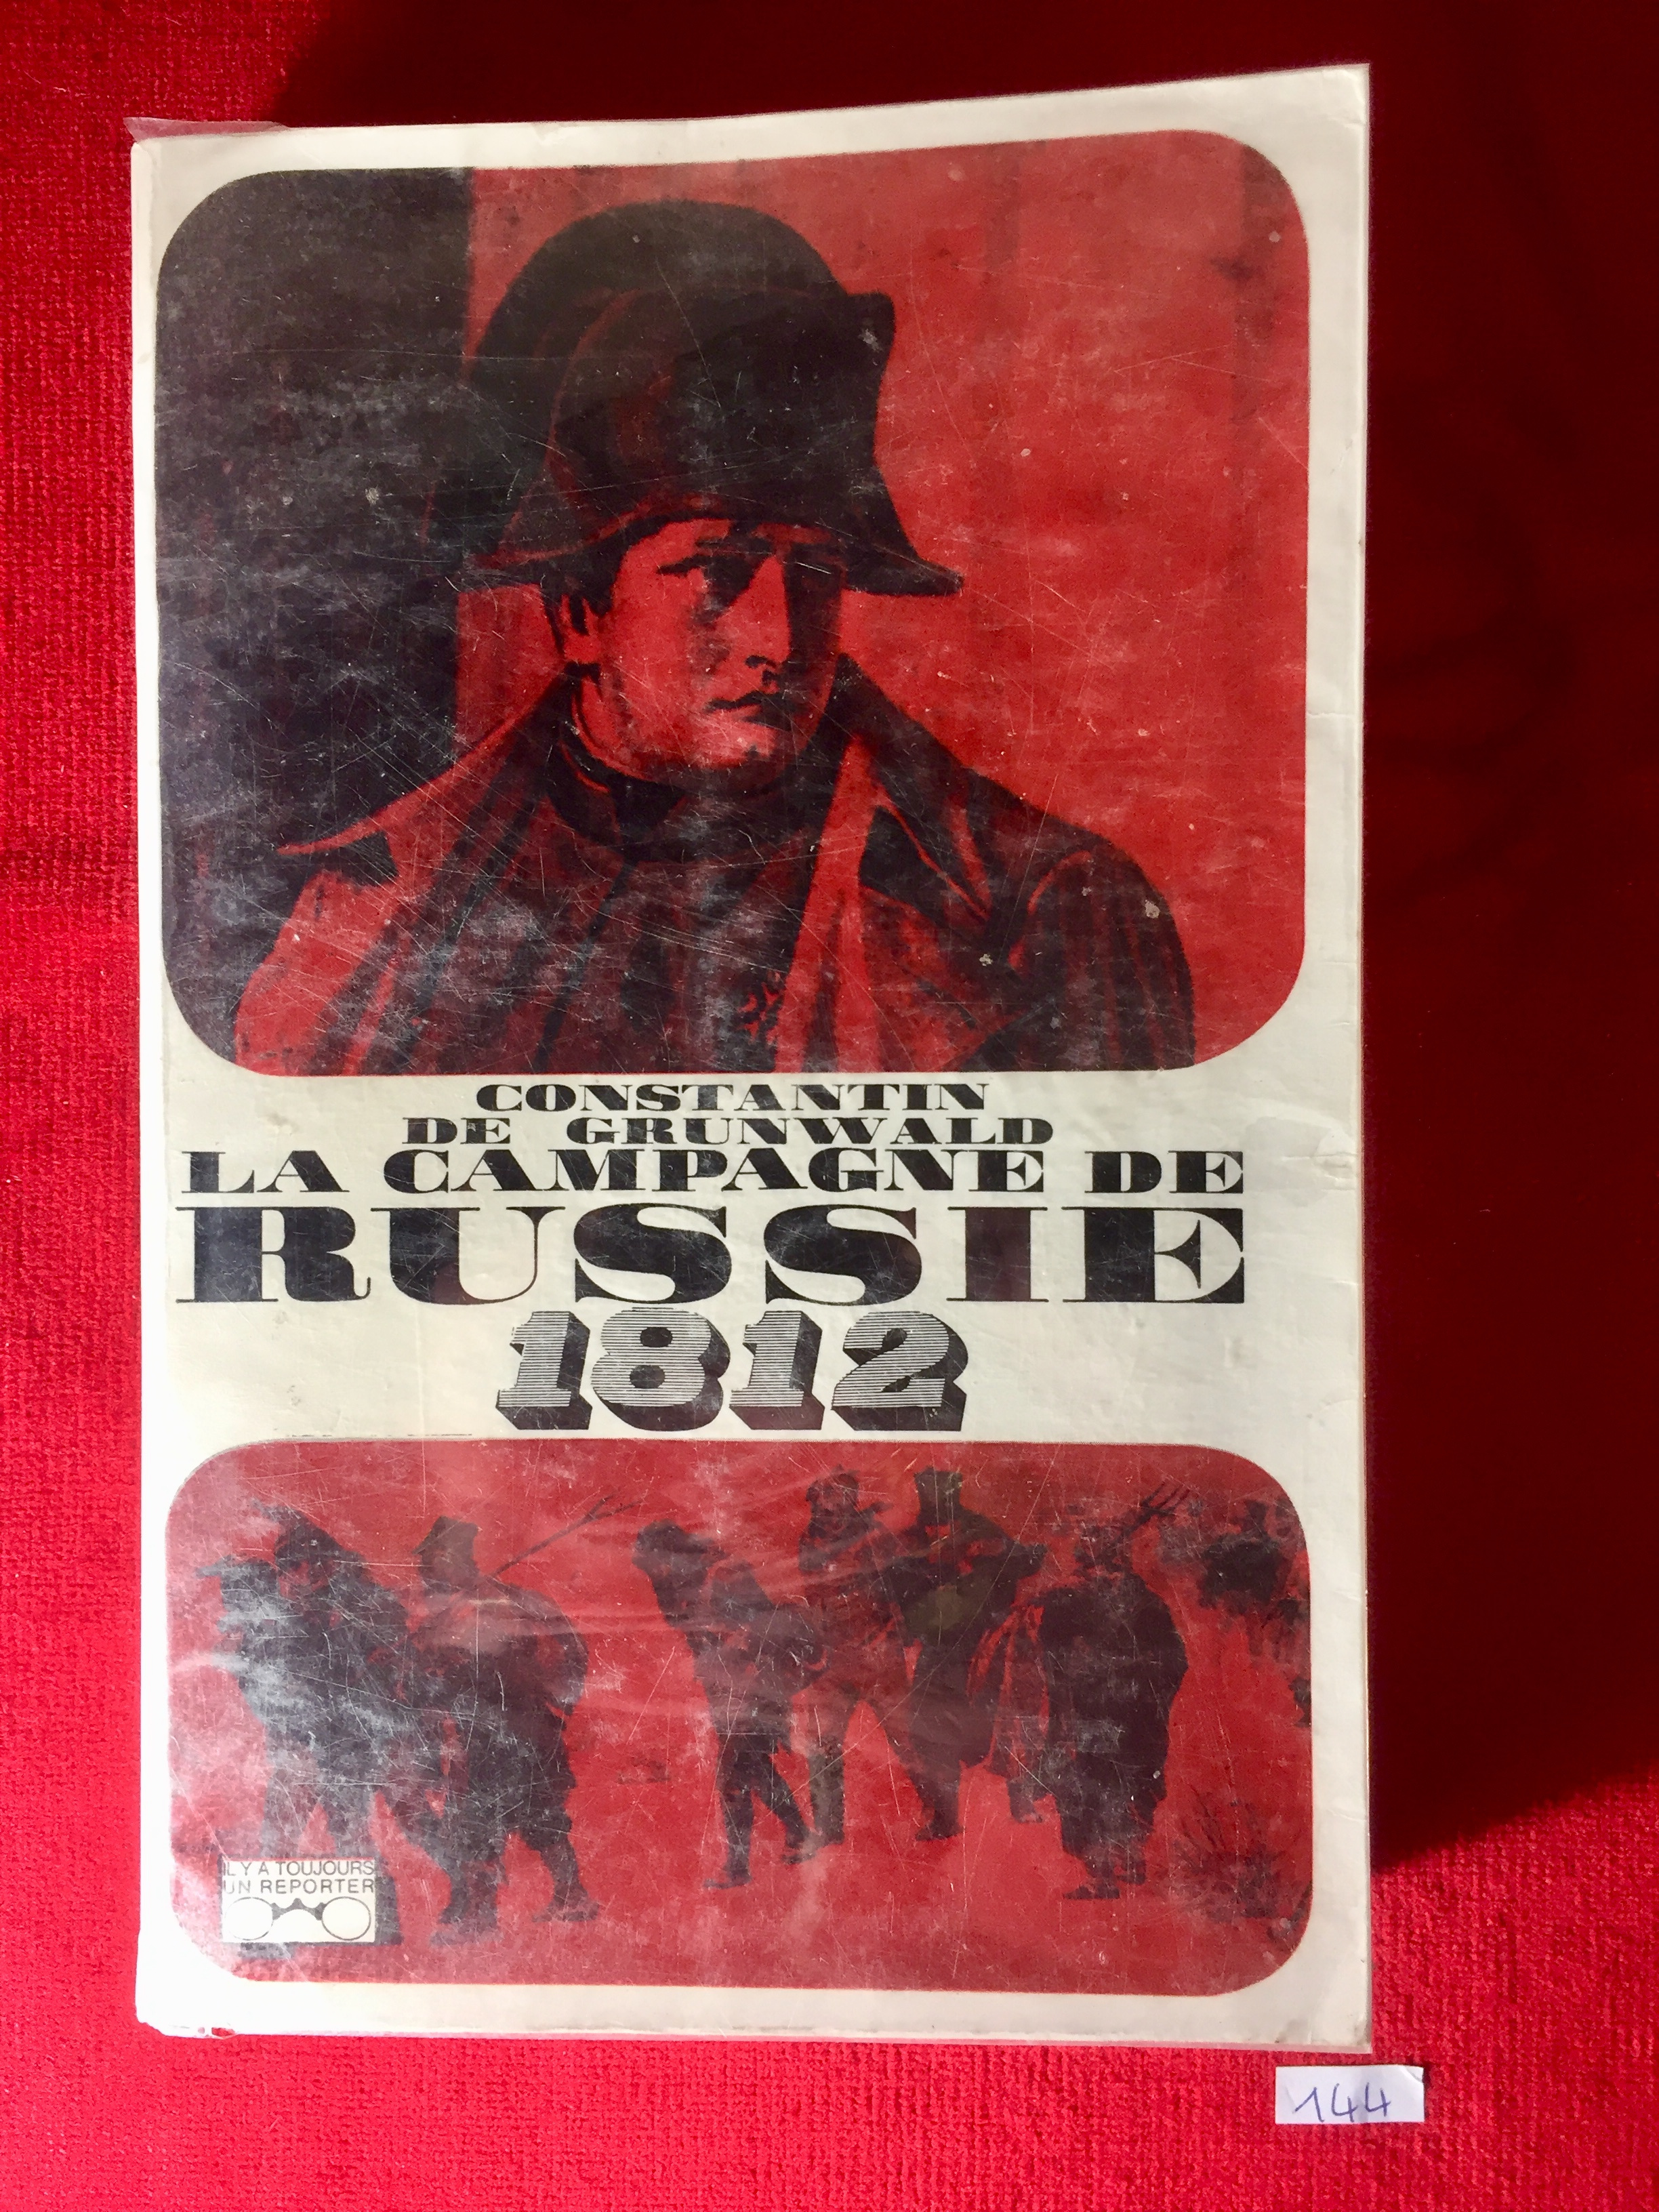 CONSTANTIN
DE GRUNWALD
LA CAMPAGNE DE
RUSSIE
1812
IL Y A TOUJOURS
UN REPORTER
144